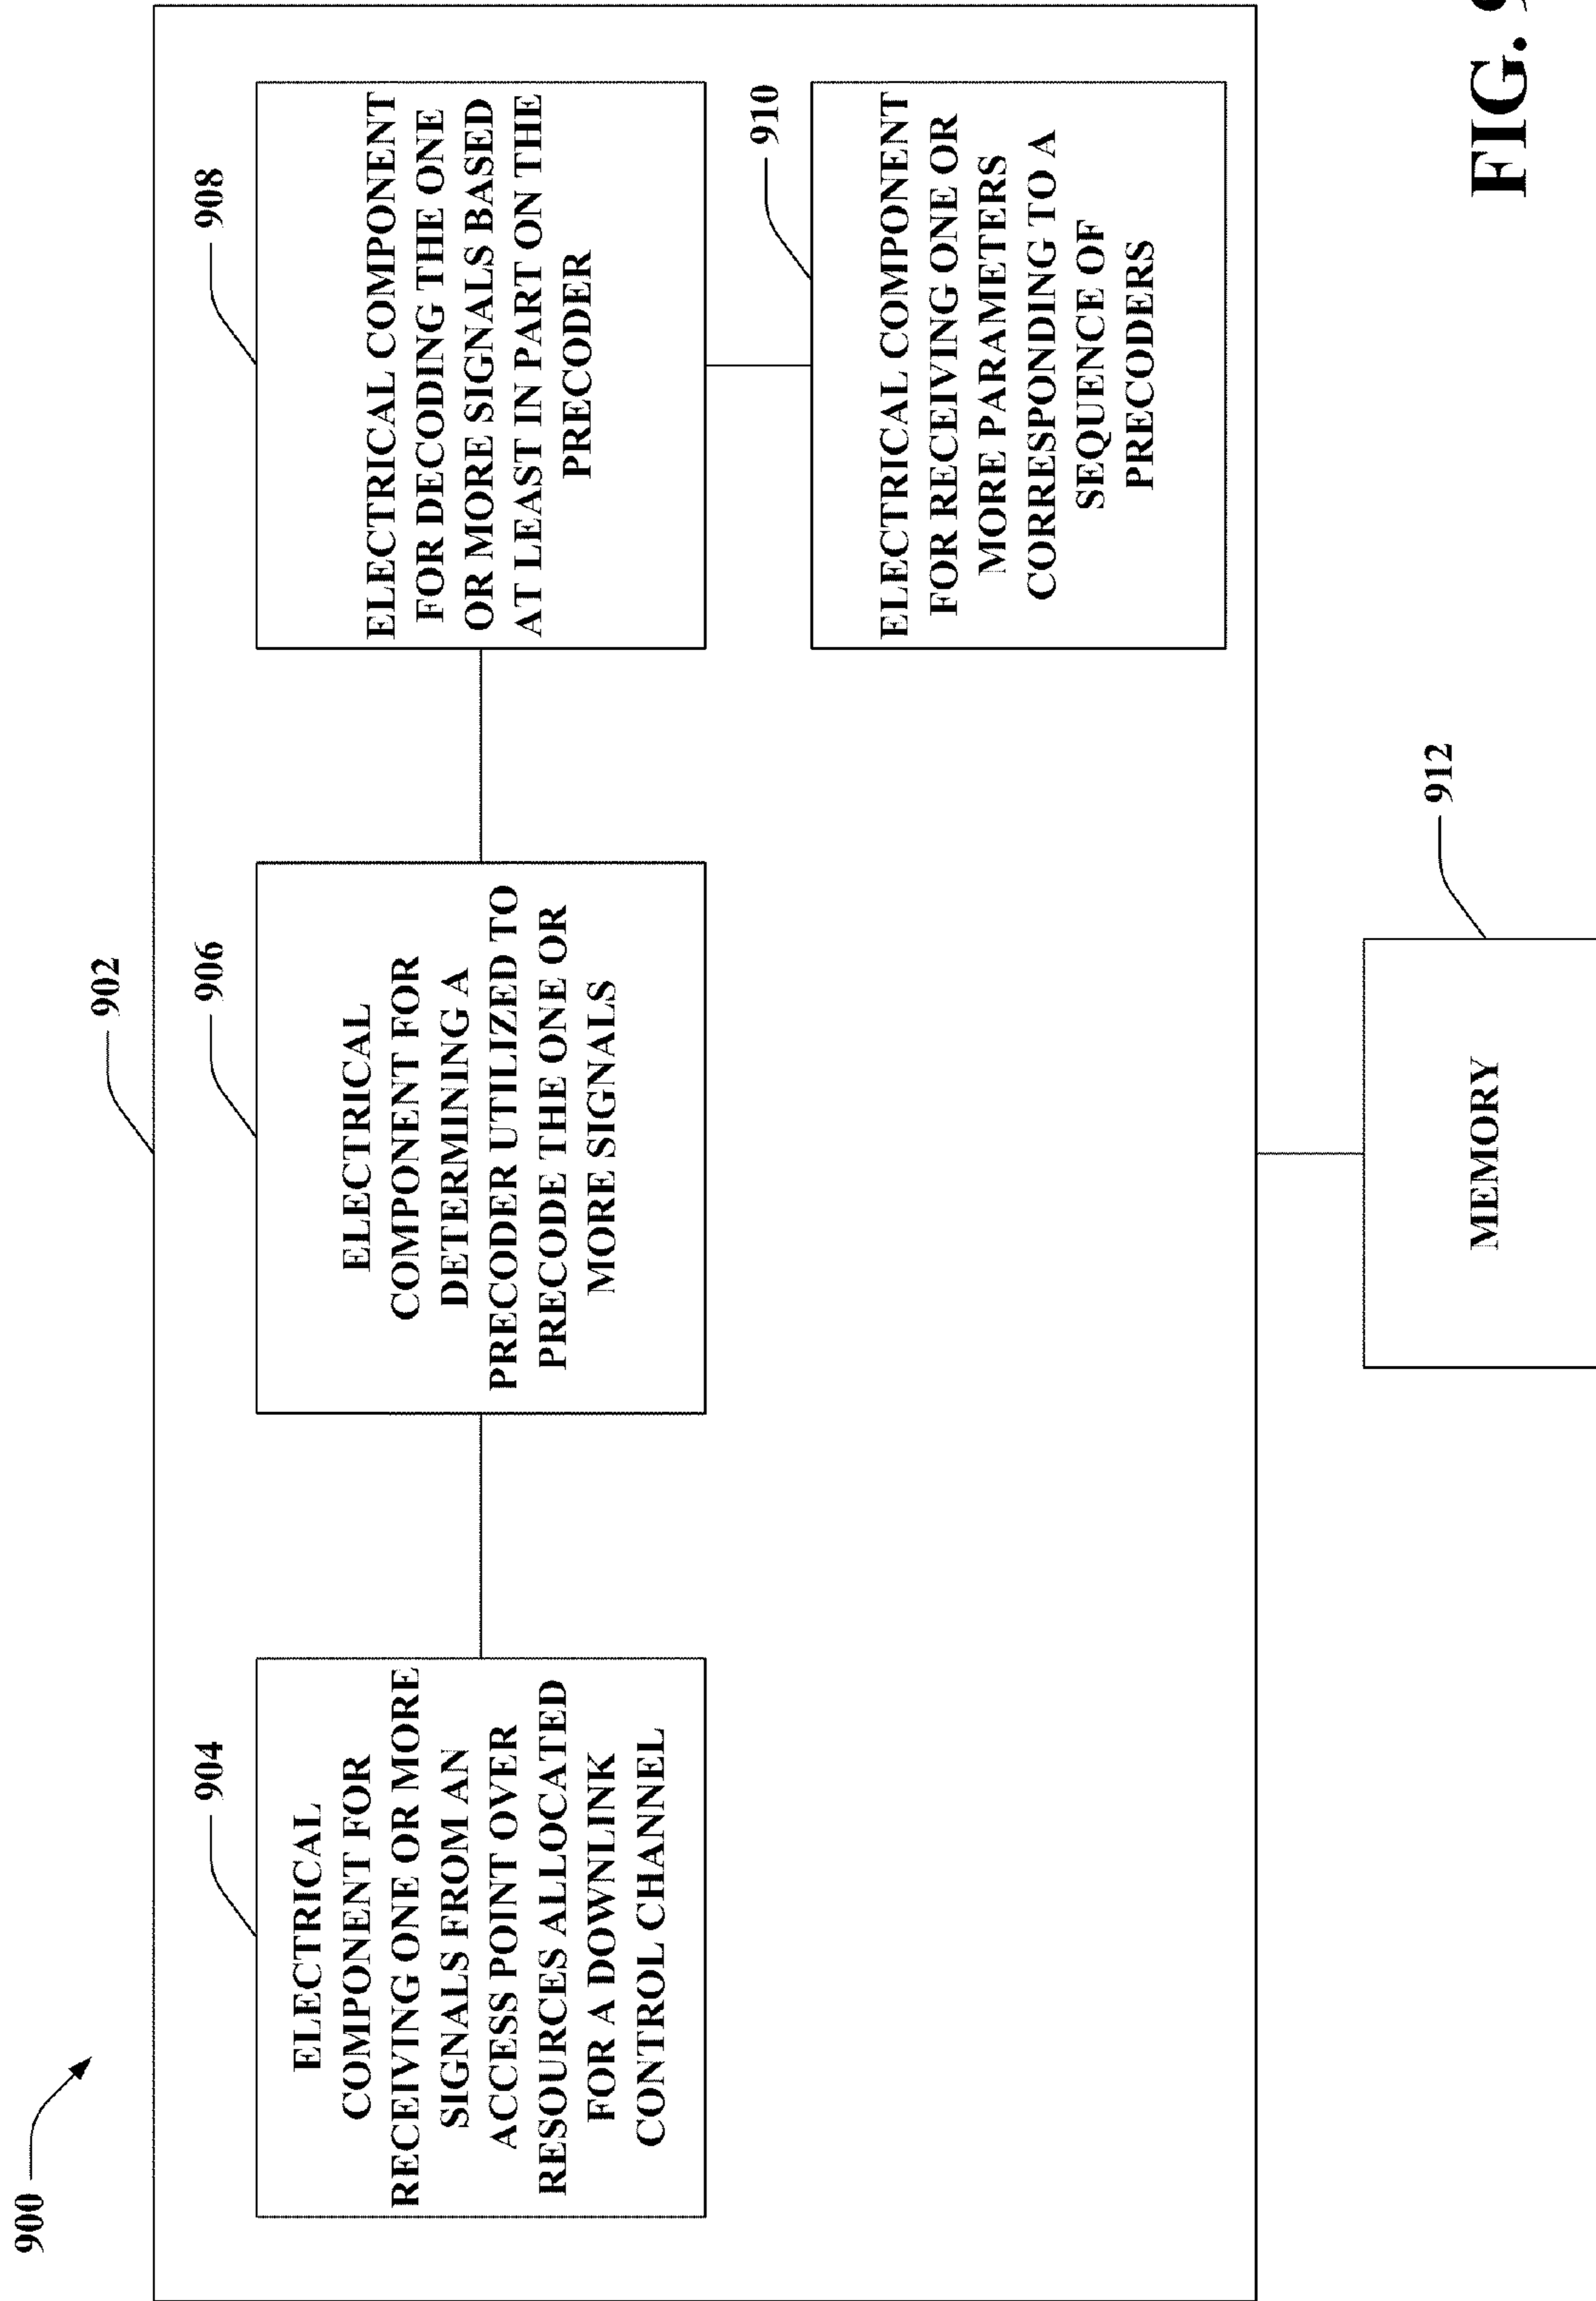 900
902
904
ELECTRICAL
COMPONENT FOR
RECEIVING ONE OR MORE
SIGNALS FROM AN
ACCESS POINT OVER
RESOURCES ALLOCATED
FOR A DOWNLINK
CONTROL CHANNEL
906
ELECTRICAL
COMPONENT FOR
DETERMINING A
PRECODER UTILIZED TO
PRECODE THE ONE OR
MORE SIGNALS
908
ELECTRICAL COMPONENT
FOR DECODING THE ONE
OR MORE SIGNALS BASED
AT LEAST IN PART ON THE
PRECODER
910
ELECTRICAL COMPONENT
FOR RECEIVING ONE OR
MORE PARAMETERS
CORRESPONDING TO A
SEQUENCE OF
PRECODERS
912
MEMORY
FIG. 9